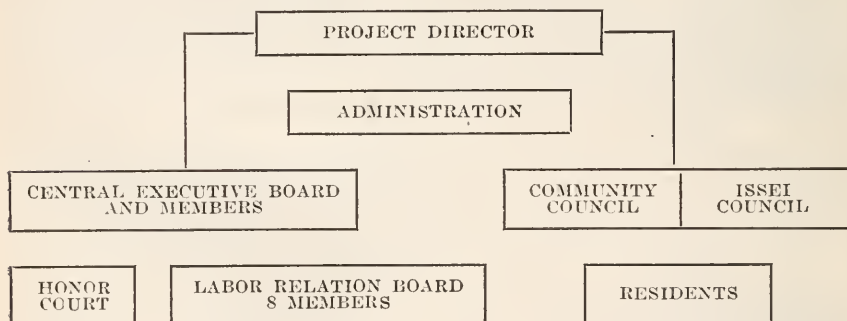 PROJECT DIRECTOR
ADMINISTRATION
CENTRAL EXECUTIVE BOARD
AND MEMBERS
COMMUNITY
COUNCIL
ISSEI
COUNCIL
HONOR
COURT
LABOR RELATION BOARD
8 MEMBERS
RESIDENTS